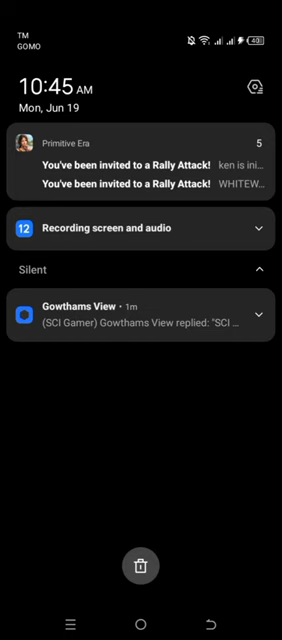 TM
GOMO
40
10:45 AM
Mon, Jun 19
Primitive Era 5
You've been invited to a Rally Attack! ken is ini...
You've been invited to a Rally Attack! WHITEW...
12 Recording screen and audio
Silent
Gowthams View • 1m
(SCI Gamer) Gowthams View replied: "SCI ...